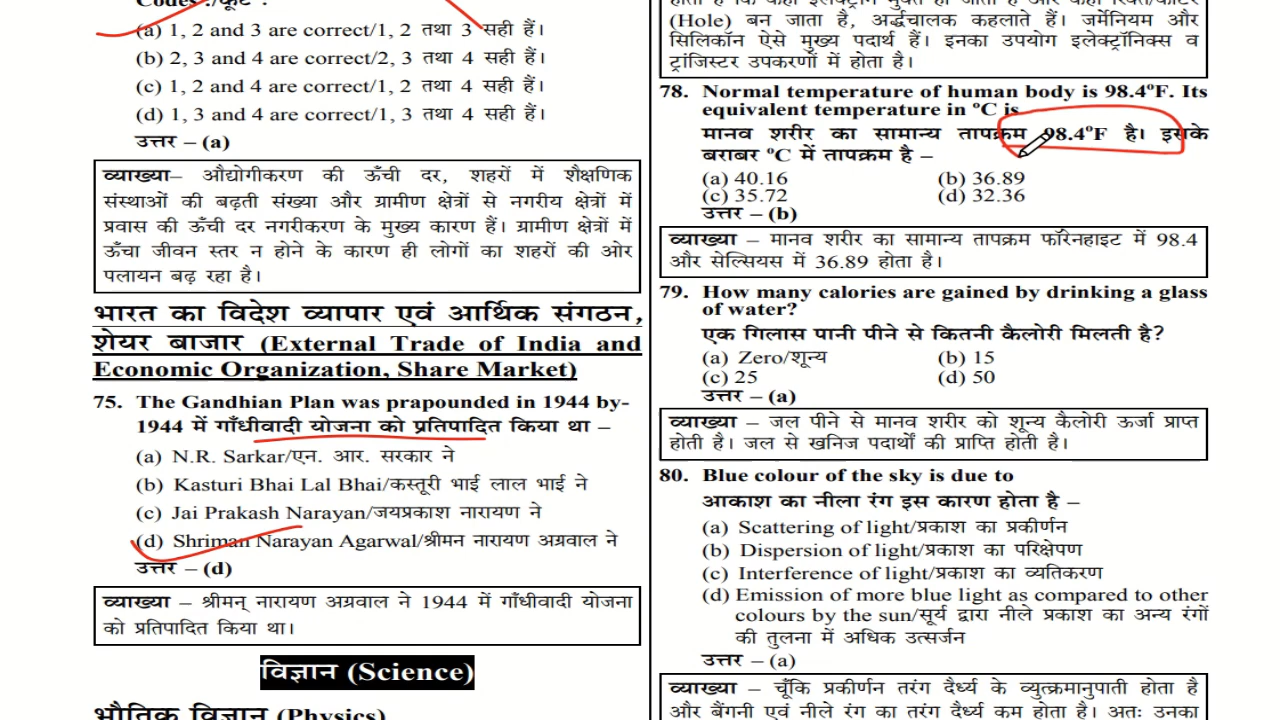 Codes :/कूट :
(a) 1, 2 and 3 are correct/1, 2 तथा 3 सही हैं।
(b) 2, 3 and 4 are correct/2, 3 तथा 4 सही हैं।
(c) 1, 2 and 4 are correct/1, 2 तथा 4 सही हैं।
(d) 1, 3 and 4 are correct/1, 3 तथा 4 सही हैं।
उत्तर – (a)
व्याख्या– औद्योगीकरण की ऊँची दर, शहरों में शैक्षणिक
संस्थाओं की बढ़ती संख्या और ग्रामीण क्षेत्रों से नगरीय क्षेत्रों में
प्रवास की ऊँची दर नगरीकरण के मुख्य कारण हैं। ग्रामीण क्षेत्रों में
ऊँचा जीवन स्तर न होने के कारण ही लोगों का शहरों की ओर
पलायन बढ़ रहा है।
भारत का विदेश व्यापार एवं आर्थिक संगठन,
शेयर बाजार (External Trade of India and
Economic Organization, Share Market)
75. The Gandhian Plan was prapounded in 1944 by-
1944 में गाँधीवादी योजना को प्रतिपादित किया था –
(a) N.R. Sarkar/एन. आर. सरकार ने
(b) Kasturi Bhai Lal Bhai/कस्तूरी भाई लाल भाई ने
(c) Jai Prakash Narayan/जयप्रकाश नारायण ने
(d) Shriman Narayan Agarwal/श्रीमन नारायण अग्रवाल ने
उत्तर – (d)
व्याख्या – श्रीमन् नारायण अग्रवाल ने 1944 में गाँधीवादी योजना
को प्रतिपादित किया था।
विज्ञान (Science)
भौतिक विज्ञान (Physics)
(Hole) बन जाता है, अर्द्धचालक कहलाते हैं। जर्मेनियम और
सिलिकॉन ऐसे मुख्य पदार्थ हैं। इनका उपयोग इलेक्ट्रॉनिक्स व
ट्रांजिस्टर उपकरणों में होता है।
78. Normal temperature of human body is 98.4ºF. Its
equivalent temperature in ºC is
मानव शरीर का सामान्य तापक्रम 98.4ºF है। इसके
बराबर ºC में तापक्रम है –
(a) 40.16 (b) 36.89
(c) 35.72 (d) 32.36
उत्तर – (b)
व्याख्या – मानव शरीर का सामान्य तापक्रम फॉरेनहाइट में 98.4
और सेल्सियस में 36.89 होता है।
79. How many calories are gained by drinking a glass
of water?
एक गिलास पानी पीने से कितनी कैलोरी मिलती है?
(a) Zero/शून्य (b) 15
(c) 25 (d) 50
उत्तर – (a)
व्याख्या – जल पीने से मानव शरीर को शून्य कैलोरी ऊर्जा प्राप्त
होती है। जल से खनिज पदार्थों की प्राप्ति होती है।
80. Blue colour of the sky is due to
आकाश का नीला रंग इस कारण होता है –
(a) Scattering of light/प्रकाश का प्रकीर्णन
(b) Dispersion of light/प्रकाश का परिक्षेपण
(c) Interference of light/प्रकाश का व्यतिकरण
(d) Emission of more blue light as compared to other
colours by the sun/सूर्य द्वारा नीले प्रकाश का अन्य रंगों
की तुलना में अधिक उत्सर्जन
उत्तर – (a)
व्याख्या – चूँकि प्रकीर्णन तरंग दैर्ध्य के व्युत्क्रमानुपाती होता है
और बैंगनी एवं नीले रंग का तरंग दैर्ध्य कम होता है। अतः उनका